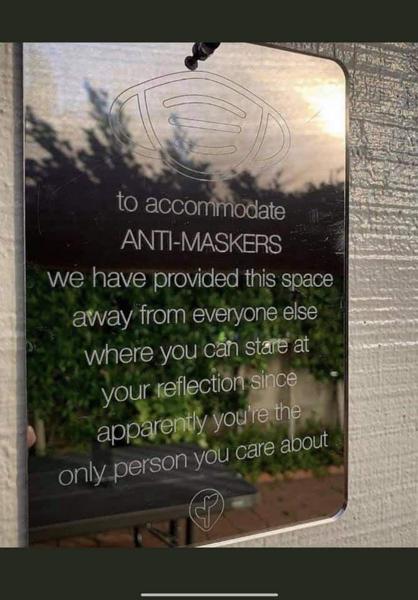 to accommodate
ANTI-MASKERS
we have provided this space
away from everyone else
where you can stare at
your reflection since
apparently you're the
only person you care about